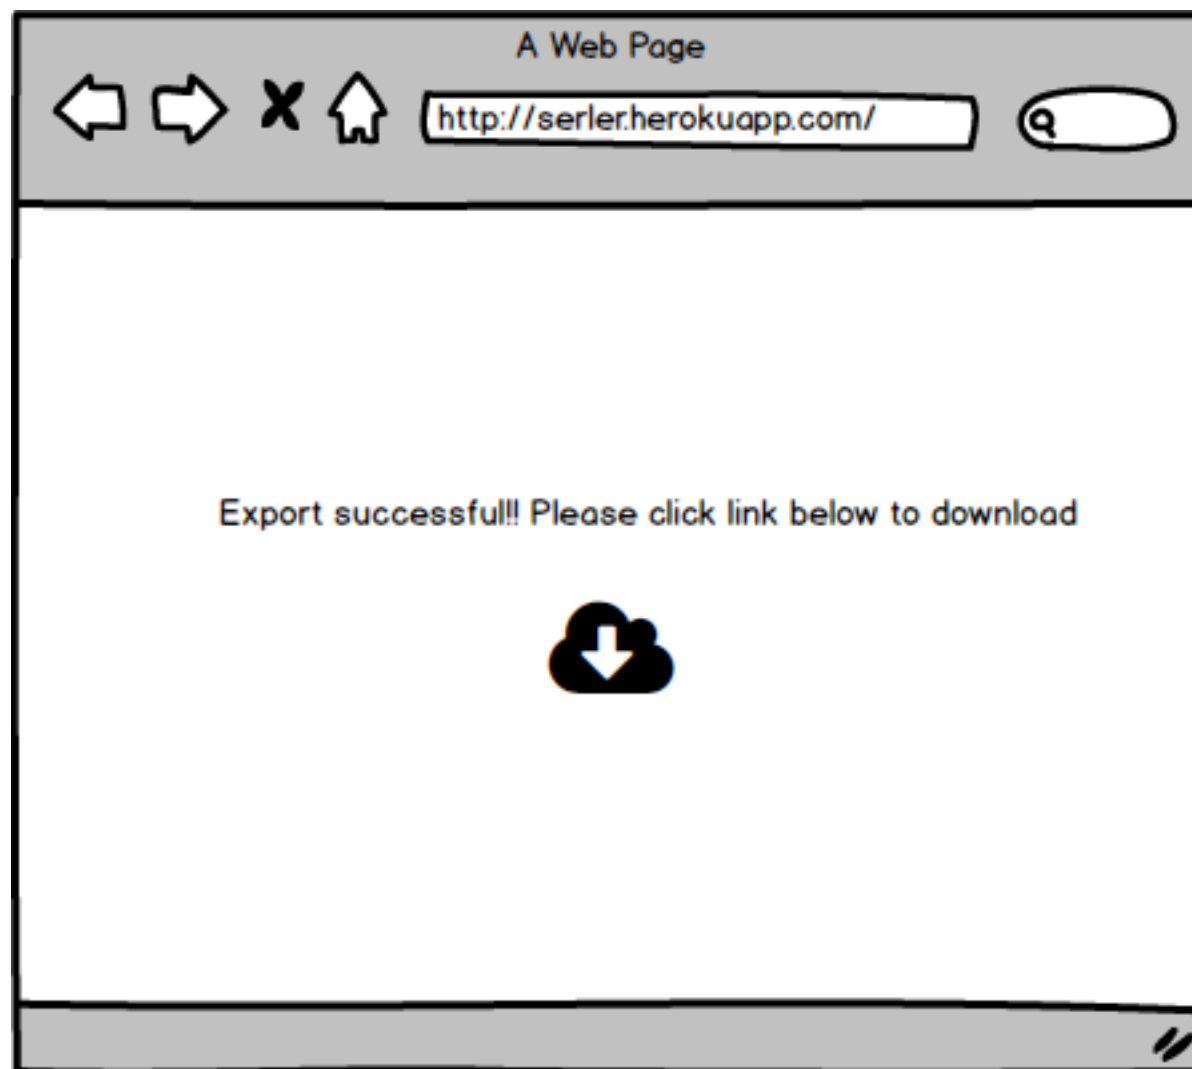 A Web Page
http://serler.herokuapp.com/
Export successful!! Please click link below to download